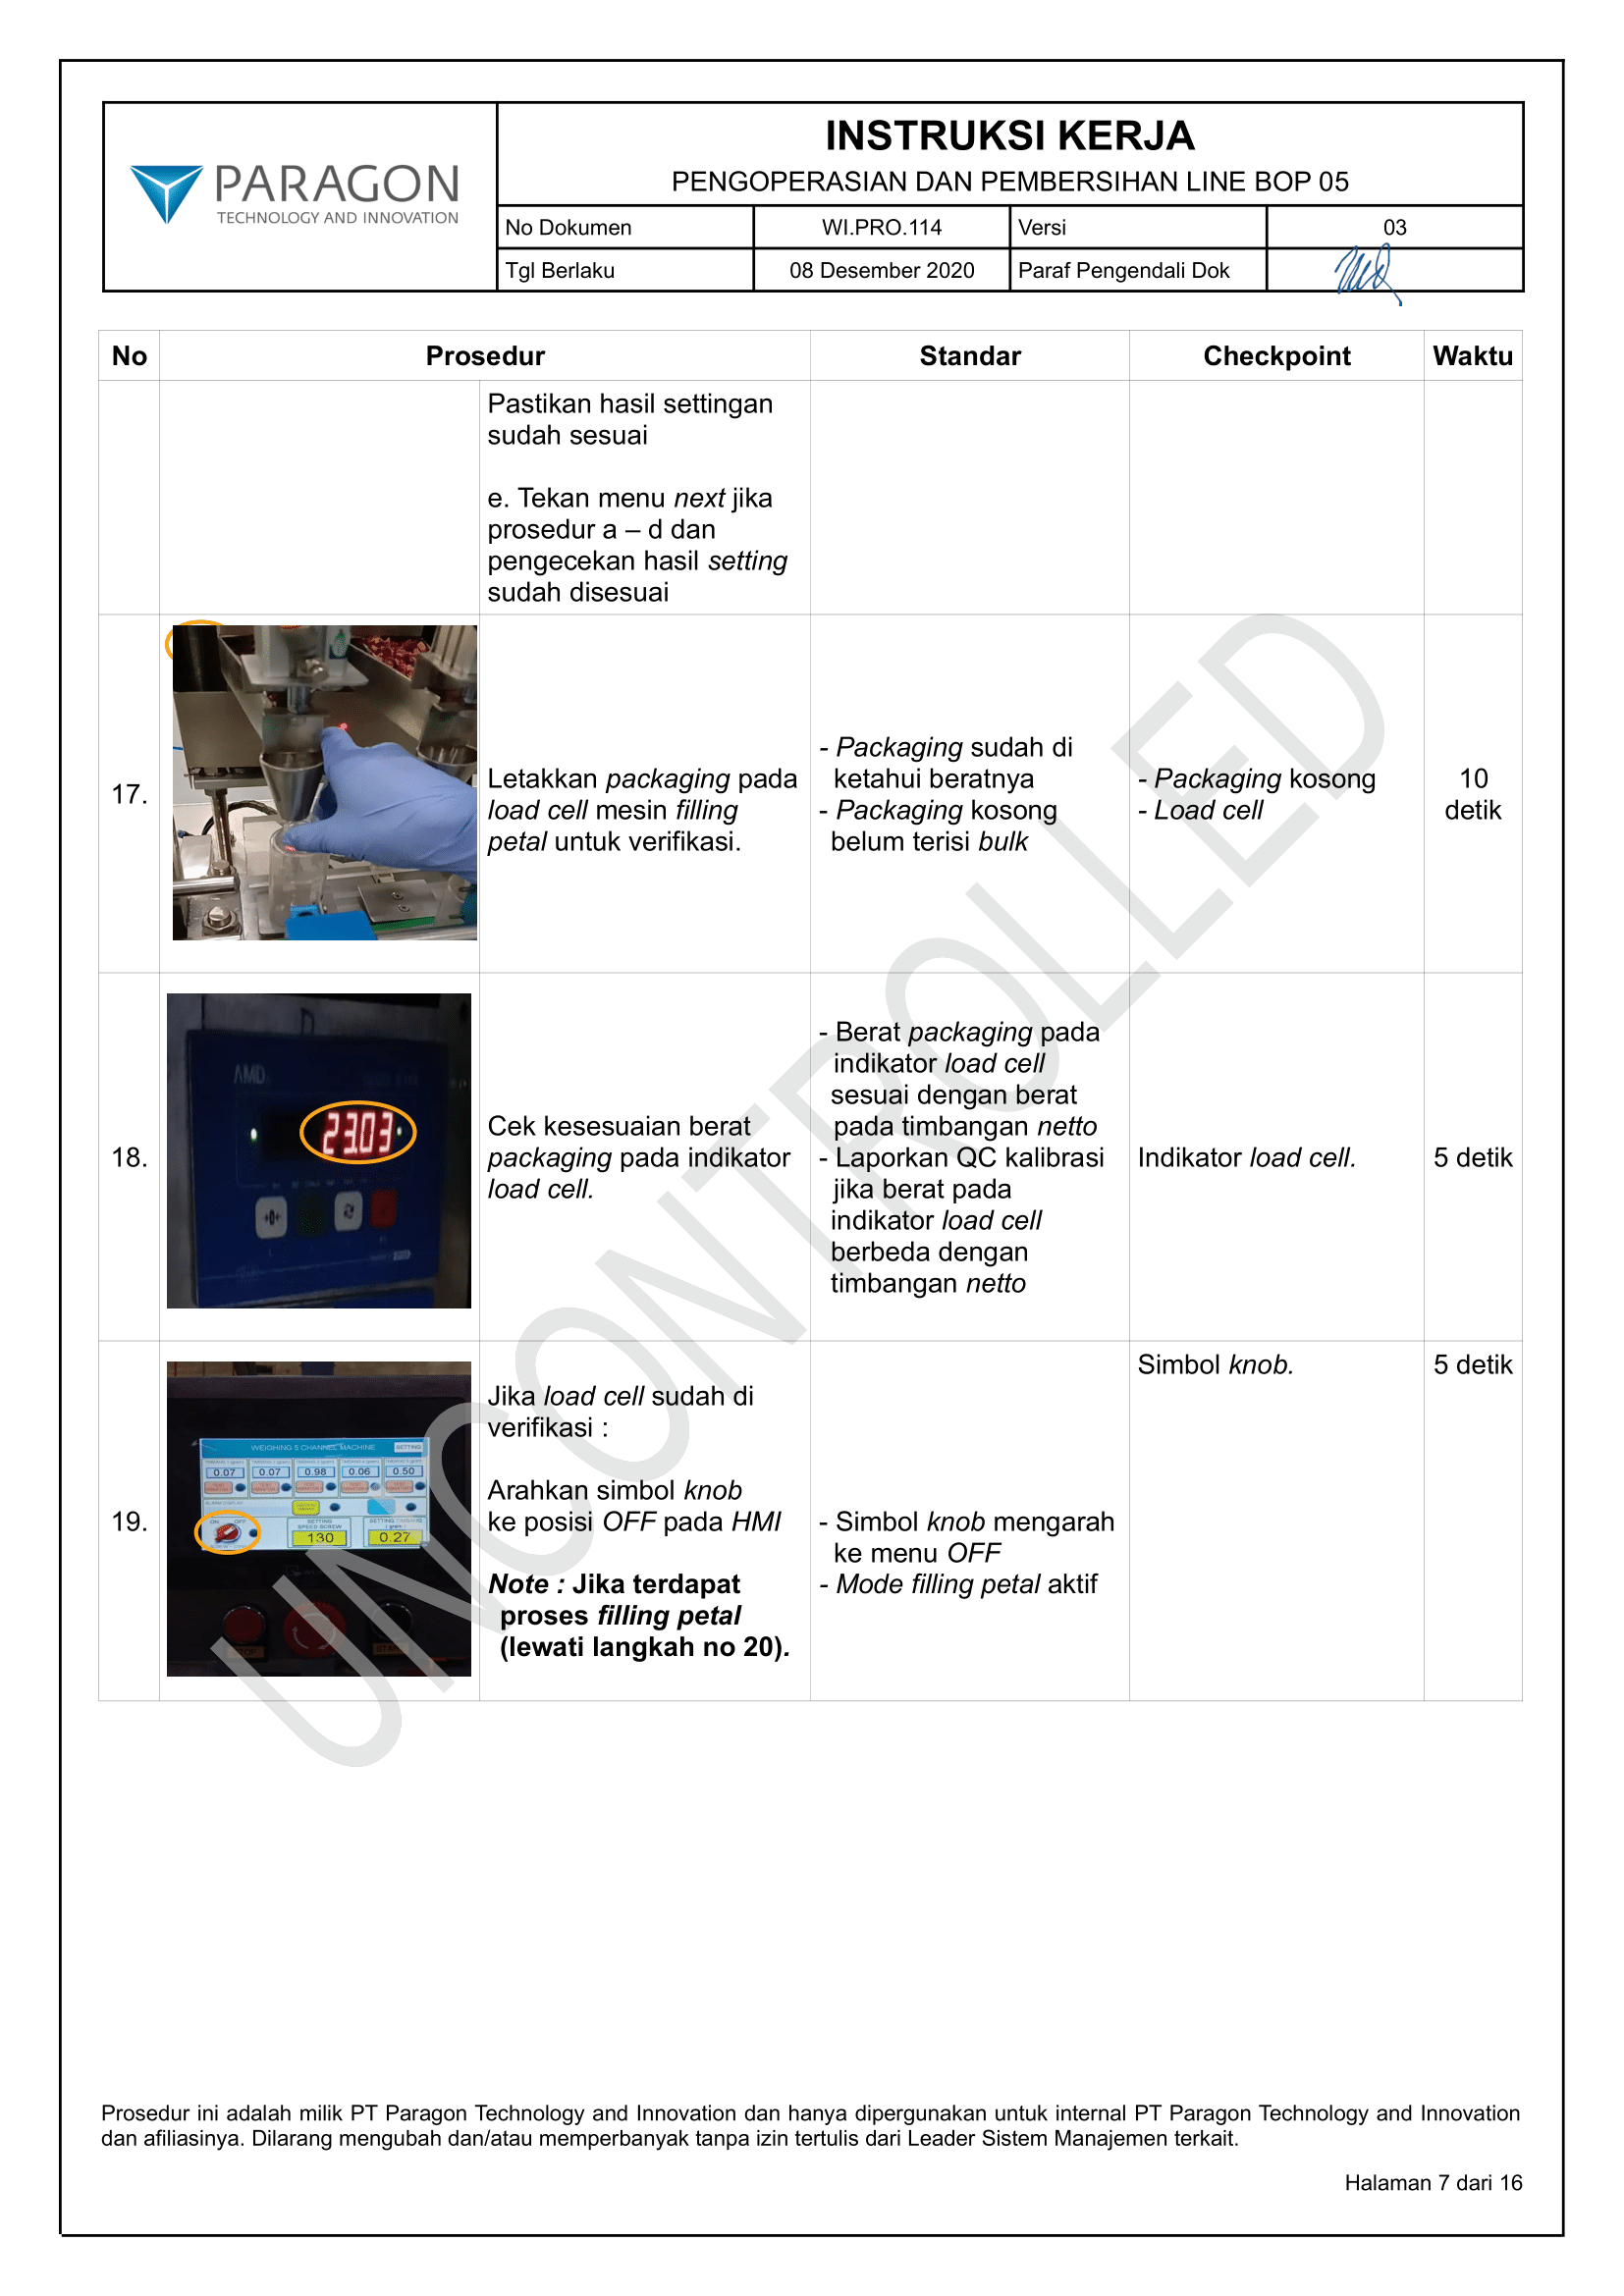 PARAGON
TECHNOLOGY AND INNOVATION
INSTRUKSI KERJA
PENGOPERASIAN DAN PEMBERSIHAN LINE BOP 05
No Dokumen WI.PRO.114 Versi 03
Tgl Berlaku 08 Desember 2020 Paraf Pengendali Dok
No Prosedur Standar Checkpoint Waktu
Pastikan hasil settingan
sudah sesuai
e. Tekan menu next jika
prosedur a – d dan
pengecekan hasil setting
sudah disesuai
17.
Letakkan packaging pada
load cell mesin filling
petal untuk verifikasi.
- Packaging sudah di
ketahui beratnya
- Packaging kosong
belum terisi bulk
- Packaging kosong
- Load cell
10
detik
18.
AMD
23.03
Cek kesesuaian berat
packaging pada indikator
load cell.
- Berat packaging pada
indikator load cell
sesuai dengan berat
pada timbangan netto
- Laporkan QC kalibrasi
jika berat pada
indikator load cell
berbeda dengan
timbangan netto
Indikator load cell.
5 detik
19.
WEIGHING 5 CHANNEL MACHINE SETTING
0.07 0.07 0.98 0.06 0.50
ALARM DISPLAY
ON OFF
SETTING
SPEED SCREW
130
SETTING
0.27
STOP
START
Jika load cell sudah di
verifikasi :
Arahkan simbol knob
ke posisi OFF pada HMI
Note : Jika terdapat
proses filling petal
(lewati langkah no 20).
- Simbol knob mengarah
ke menu OFF
- Mode filling petal aktif
Simbol knob.
5 detik
UNCONTROLLED
Prosedur ini adalah milik PT Paragon Technology and Innovation dan hanya dipergunakan untuk internal PT Paragon Technology and Innovation
dan afiliasinya. Dilarang mengubah dan/atau memperbanyak tanpa izin tertulis dari Leader Sistem Manajemen terkait.
Halaman 7 dari 16